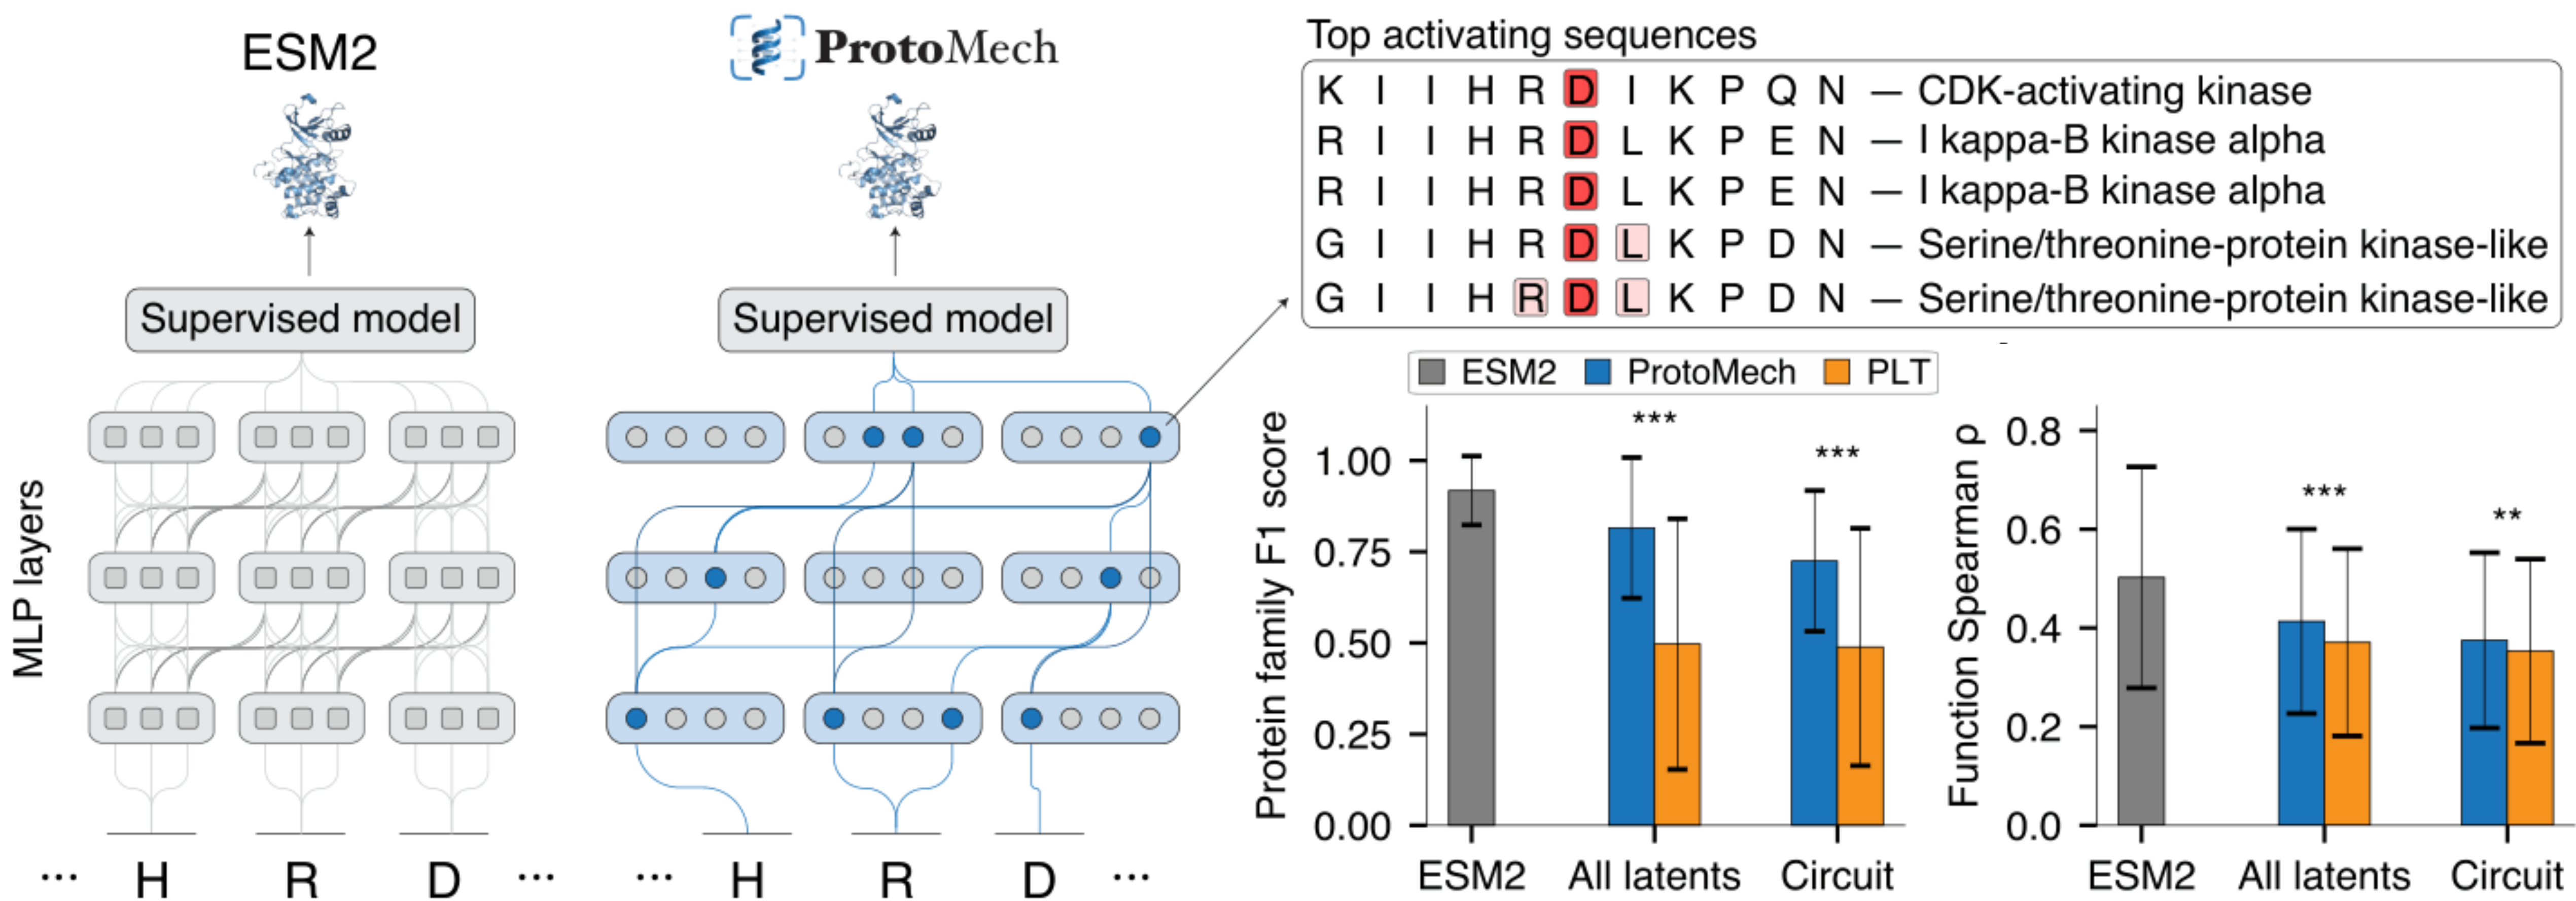 ESM2
ProtoMech
Supervised model
Supervised model
MLP layers
... H R D ...
... H R D ...
Top activating sequences
K I I H R D I K P Q N — CDK-activating kinase
R I I H R D L K P E N — I kappa-B kinase alpha
R I I H R D L K P E N — I kappa-B kinase alpha
G I I H R D L K P D N — Serine/threonine-protein kinase-like
G I I H R D L K P D N — Serine/threonine-protein kinase-like
ESM2 ProtoMech PLT
Protein family F1 score
1.00
0.75
0.50
0.25
0.00
***
***
ESM2 All latents Circuit
Function Spearman ρ
0.8
0.6
0.4
0.2
0.0
***
**
ESM2 All latents Circuit